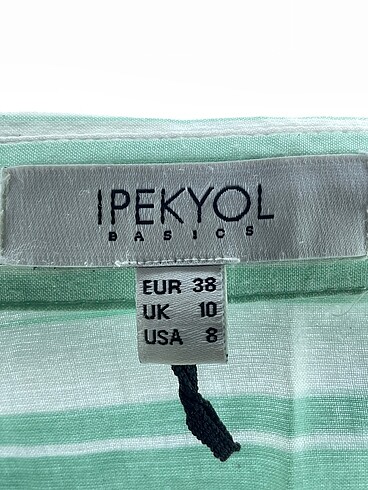 IPEKYOL
BASICS
EUR 38
UK 10
USA 8